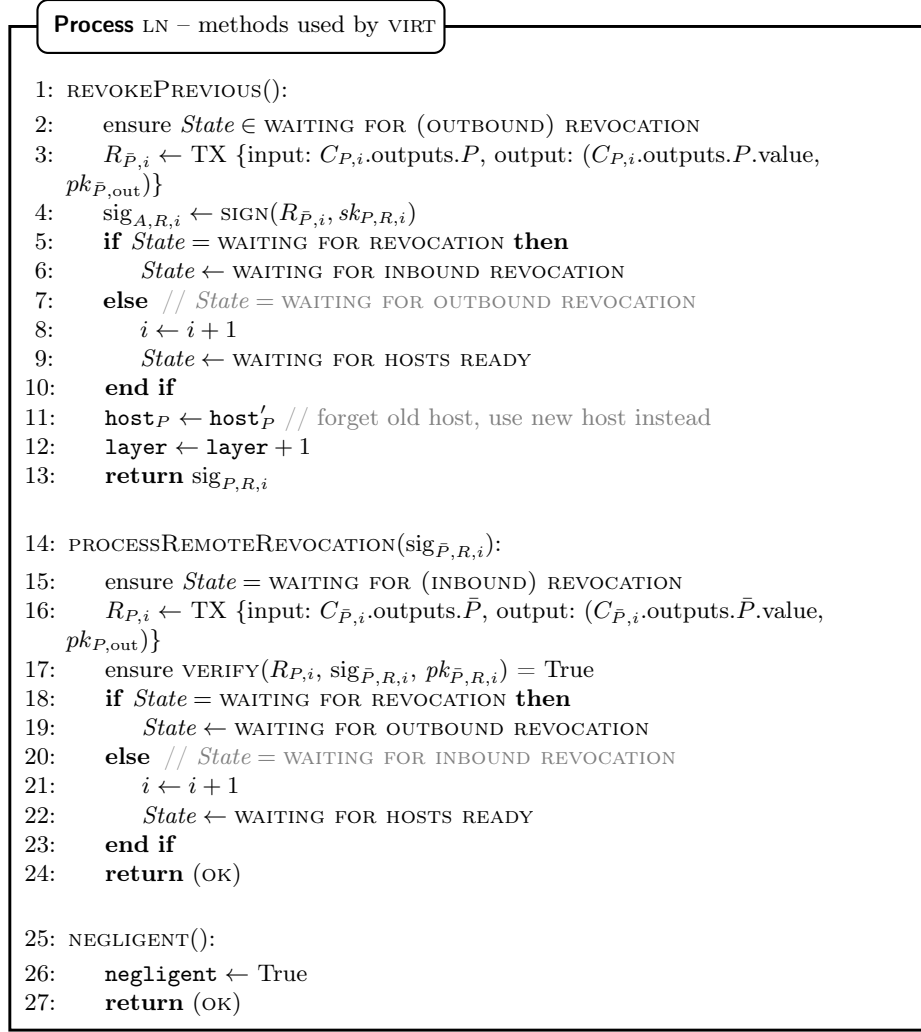 Process LN – methods used by VIRT
1: REVOKEPREVIOUS():
2: ensure State ∈ WAITING FOR (OUTBOUND) REVOCATION
3: R_{P̄,i} ← TX {input: C_{P,i}.outputs.P, output: (C_{P,i}.outputs.P.value,
pk_{P̄,out})}
4: sig_{A,R,i} ← SIGN(R_{P̄,i}, sk_{P,R,i})
5: if State = WAITING FOR REVOCATION then
6: State ← WAITING FOR INBOUND REVOCATION
7: else // State = WAITING FOR OUTBOUND REVOCATION
8: i ← i + 1
9: State ← WAITING FOR HOSTS READY
10: end if
11: host_P ← host′_P // forget old host, use new host instead
12: layer ← layer + 1
13: return sig_{P,R,i}
14: PROCESSREMOTEREVOCATION(sig_{P̄,R,i}):
15: ensure State = WAITING FOR (INBOUND) REVOCATION
16: R_{P,i} ← TX {input: C_{P̄,i}.outputs.P̄, output: (C_{P̄,i}.outputs.P̄.value,
pk_{P,out})}
17: ensure VERIFY(R_{P,i}, sig_{P̄,R,i}, pk_{P̄,R,i}) = True
18: if State = WAITING FOR REVOCATION then
19: State ← WAITING FOR OUTBOUND REVOCATION
20: else // State = WAITING FOR INBOUND REVOCATION
21: i ← i + 1
22: State ← WAITING FOR HOSTS READY
23: end if
24: return (OK)
25: NEGLIGENT():
26: negligent ← True
27: return (OK)